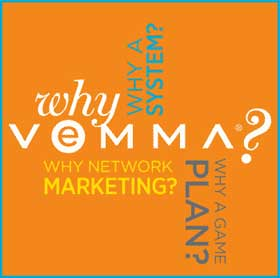 why
VEMMA®?
WHY A
SYSTEM?
WHY NETWORK
MARKETING?
WHY A GAME
PLAN?